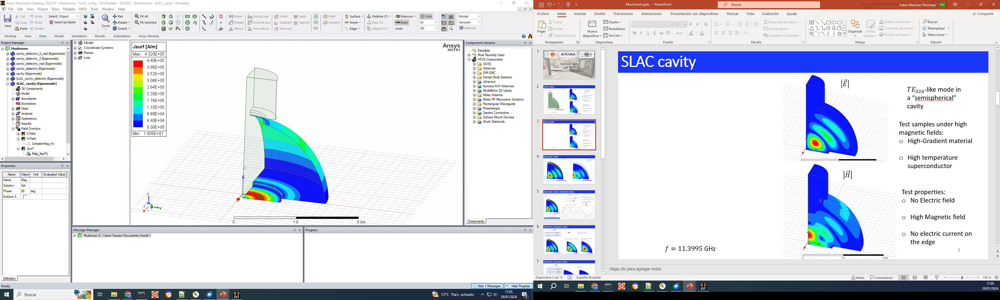 Ansys Electronics Desktop 2023 R1 - Mushroom - SLAC_cavity - 3D Modeler - SOLVED - [Mushroom - SLAC_cavity - Modeler]
File Edit View Project Draw Modeler HFSS Tools Window Help
Save
Cut Undo
Copy Redo
Paste Delete
Select: Object
Select by Name
Zoom
Pan
Rotate
Orient
Fit All
Fit Selected
Move Along Line Unite Split
Rotate Around Axis Subtract Imprint
Mirror Thru Mirror Intersect
Fillet
Chamfer
Surface
Sheet
Edge
Relative CS
Face CS
Object CS
Measure
Ruler
Units
Grid
XY
3D
Model
vacuum
Material
Desktop View Draw Model Simulation Results Automation Ansys Minerva
Project Manager
Mushroom
cavity_dielectric_2_real (Eigenmode)
cavity_dielectric_2 (Eigenmode)
cavity_dielectric_real (Eigenmode)
cavity_dielectric (Eigenmode)
cavity (Eigenmode)
SLAC_cavity_dielectric (Eigenmode)
SLAC_cavity (Eigenmode)
3D Components
Model
Boundaries
Excitations
Mesh
Analysis
Optimetrics
Results
Field Overlays
E Field
H Field
ComplexMag_H1
Jsurf
Mag_Jsurf1
Model
Coordinate Systems
Planes
Lists
Properties
Name Value Unit Evaluated Value
Name Mag...
Solution Set...
Phase 90 deg
Surface S...
Definition
Ready
Jsurf [A/m]
Max: 4.320E+05
4.40E+05
3.96E+05
3.52E+05
3.08E+05
2.64E+05
2.20E+05
1.76E+05
1.32E+05
8.80E+04
4.40E+04
0.00E+00
Min: 1.605E+01
Ansys
2023 R1
Z
Z
X
Y
0 1.5 3 (in)
Component Libraries
Favorites
Most Recently Used
HFSS Components
ADAS
Antennas
EMI EMC
Human Body Exteriors
Johanson
Kyocera AVX Antennas
Modelithics 3D Library
Molex Antenna
Molex RF Microwave Solutions
Rectangular Waveguide
Rosenberger
Samtec Connectors
Surface Mount Devices
Wurth Elektronik
Components
Message Manager
Mushroom (C:/Users/Usuario/Documents/Ansoft/)
Progress
Hide 1 Messages Hide Progress
Buscar
13°C Parc. soleado
11:05
29/01/2024
Mushroom.pptx - PowerPoint
Buscar
Pablo Martinez Reviriego PM
Archivo Inicio Insertar Diseño Transiciones Animaciones Presentación con diapositivas Revisar Vista Grabación Ayuda
Compartir
Pegar
Cortar
Copiar
Copiar formato
Portapapeles
Nueva
diapositiva
Diseño
Restablecer
Sección
Diapositivas
Fuente
Dirección del texto
Alinear texto
Convertir a SmartArt
Párrafo
Organizar
Estilos
rápidos
Relleno de forma
Contorno de forma
Efectos de forma
Dibujo
Buscar
Reemplazar
Seleccionar
Edición
1
AITANA
Mushroom cavity
2
SLAC cavity
3
SLAC cavity
4
Resonant cavity
5
Resonant cavity: analytical study
6
Dielectric resonant cavity
7
Dielectric resonant cavity
SLAC cavity
|E⃗|
TE₃₂₀-like mode in
a “semispherical”
cavity
Test samples under high
magnetic fields:
o High-Gradient material
o High temperature
superconductor
|H⃗|
Test properties:
o No Electric field
o High Magnetic field
o No electric current on
the edge
f = 11.3995 GHz
0 1.5 3 (in)
3
Haga clic para agregar notas
Diapositiva 3 de 13 Español (España)
Notas Comentarios 105 %
11:05
29/01/2024